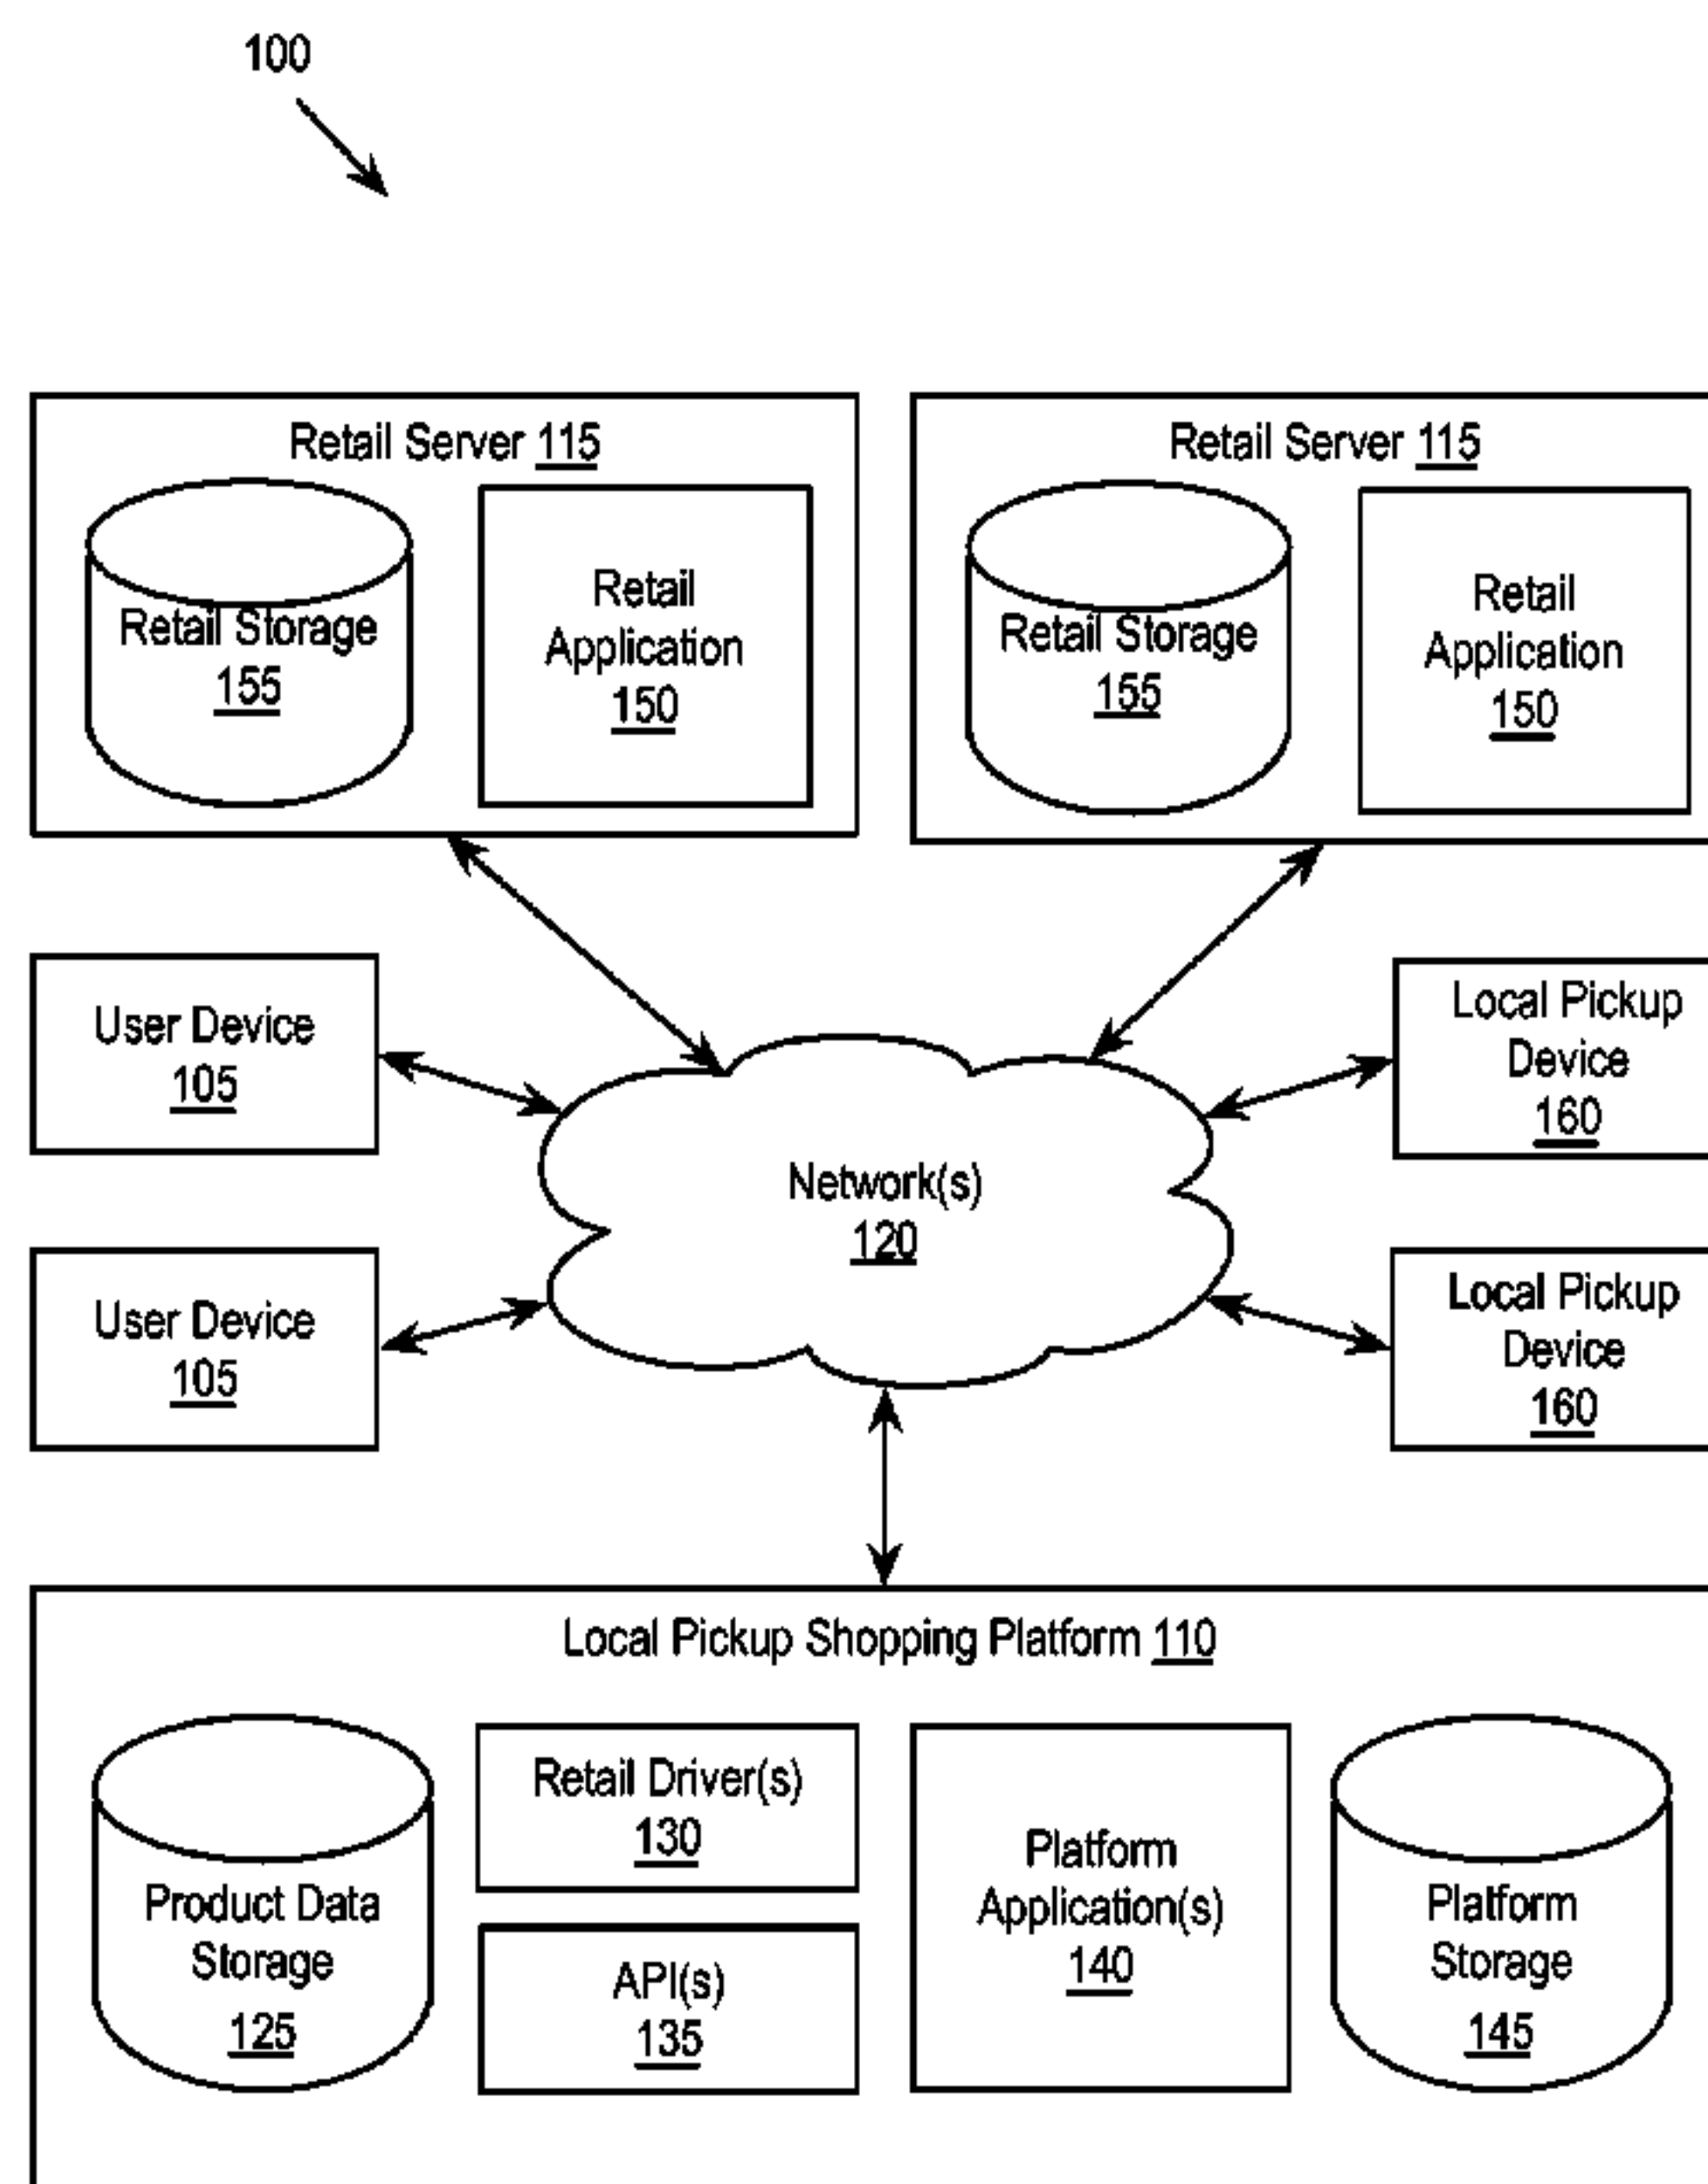 100
Retail Server 115
Retail Storage
155
Retail
Application
150
Retail Server 115
Retail Storage
155
Retail
Application
150
User Device
105
Local Pickup
Device
160
Network(s)
120
User Device
105
Local Pickup
Device
160
Local Pickup Shopping Platform 110
Product Data
Storage
125
Retail Driver(s)
130
API(s)
135
Platform
Application(s)
140
Platform
Storage
145